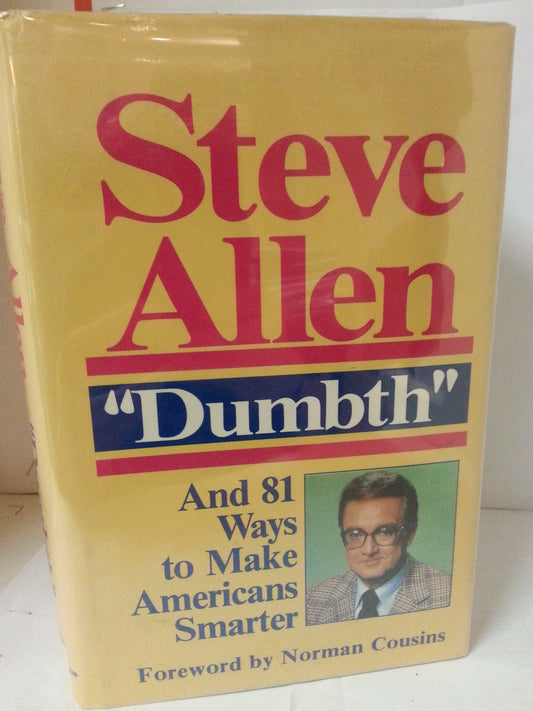 Steve
Allen
"Dumbth"
And 81
Ways
to Make
Americans
Smarter
Foreword by Norman Cousins